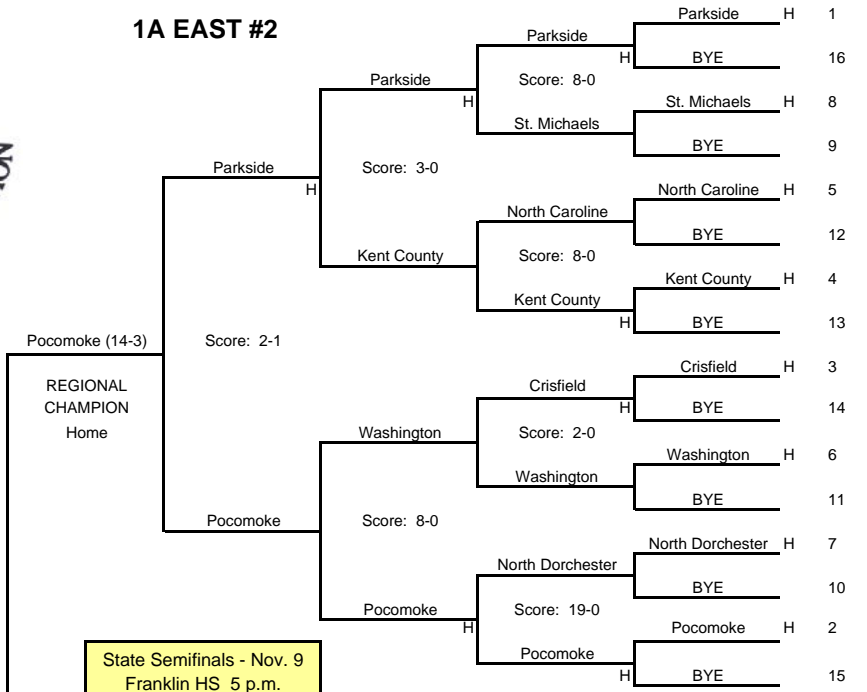 1A EAST #2
Parkside H 1
Parkside
H BYE 16
Parkside Score: 8-0
H St. Michaels H 8
St. Michaels
BYE 9
Parkside Score: 3-0
H North Caroline H 5
North Caroline
BYE 12
Kent County Score: 8-0
Kent County H 4
Kent County
H BYE 13
Pocomoke (14-3) Score: 2-1
REGIONAL
CHAMPION
Home
Crisfield H 3
Crisfield
H BYE 14
Washington Score: 2-0
Washington H 6
Washington
BYE 11
Pocomoke Score: 8-0
North Dorchester H 7
North Dorchester
BYE 10
Pocomoke Score: 19-0
H Pocomoke H 2
Pocomoke
H BYE 15
State Semifinals - Nov. 9
Franklin HS 5 p.m.